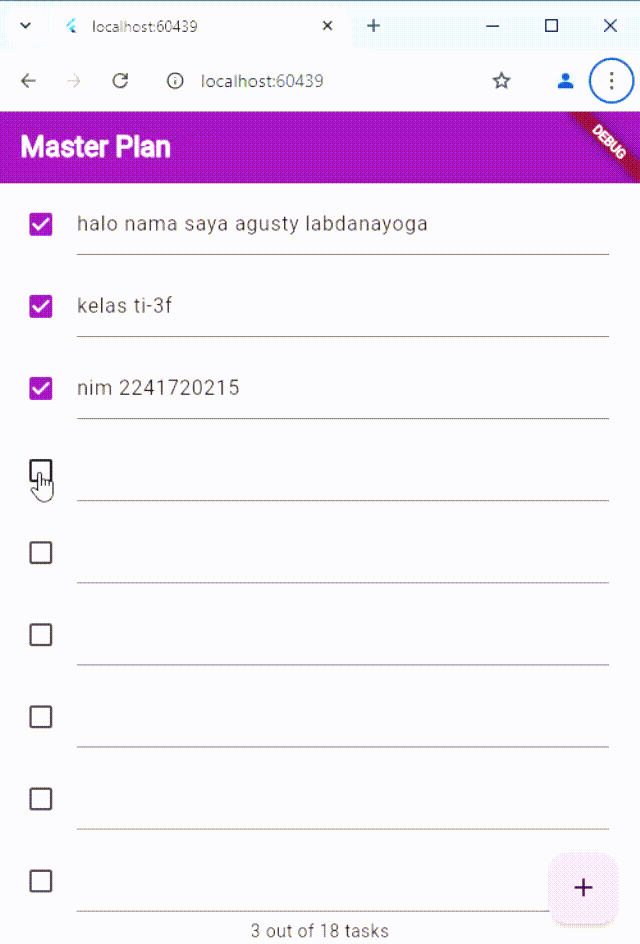 localhost:60439
localhost:60439
Master Plan
DEBUG
halo nama saya agusty labdanayoga
kelas ti-3f
nim 2241720215
3 out of 18 tasks